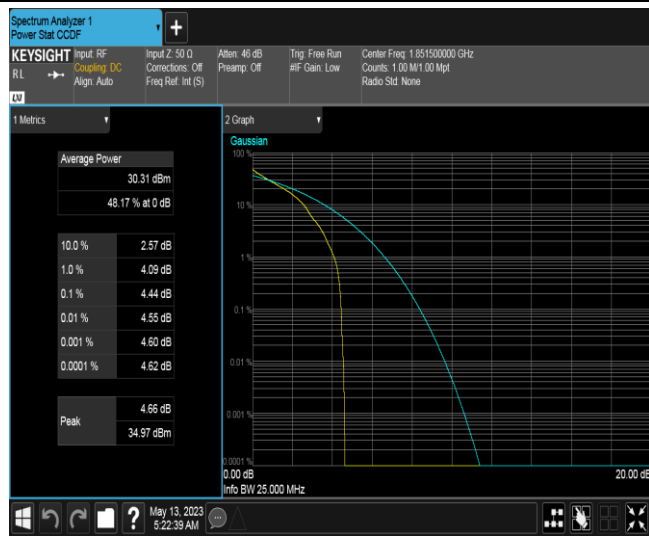 Spectrum Analyzer 1
Power Stat CCDF
+
KEYSIGHT Input: RF Input Z: 50 Ω Atten: 46 dB Trig: Free Run Center Freq: 1.851500000 GHz
RL Coupling: DC Corrections: Off Preamp: Off #IF Gain: Low Counts: 1.00 M/1.00 Mpt
Align: Auto Freq Ref: Int (S) Radio Std: None
LXI
1 Metrics
Average Power
30.31 dBm
48.17 % at 0 dB
10.0 % 2.57 dB
1.0 % 4.09 dB
0.1 % 4.44 dB
0.01 % 4.55 dB
0.001 % 4.60 dB
0.0001 % 4.62 dB
Peak 4.66 dB
34.97 dBm
2 Graph
Gaussian
100 %
10 %
1 %
0.1 %
0.01 %
0.001 %
0.0001 %
0.00 dB 20.00 dB
Info BW 25.000 MHz
? May 13, 2023
5:22:39 AM